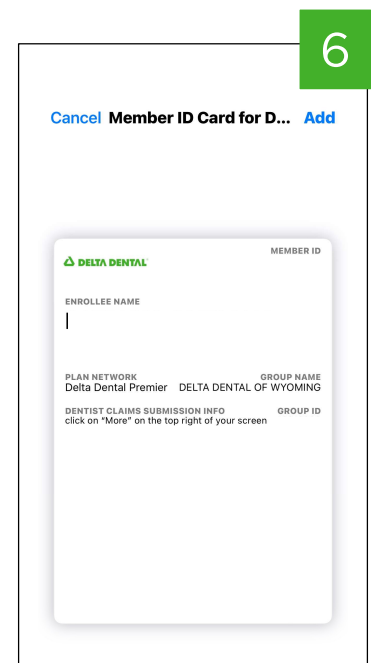 6
Cancel Member ID Card for D... Add
MEMBER ID
DELTA DENTAL
ENROLLEE NAME
PLAN NETWORK GROUP NAME
Delta Dental Premier DELTA DENTAL OF WYOMING
DENTIST CLAIMS SUBMISSION INFO GROUP ID
click on “More” on the top right of your screen